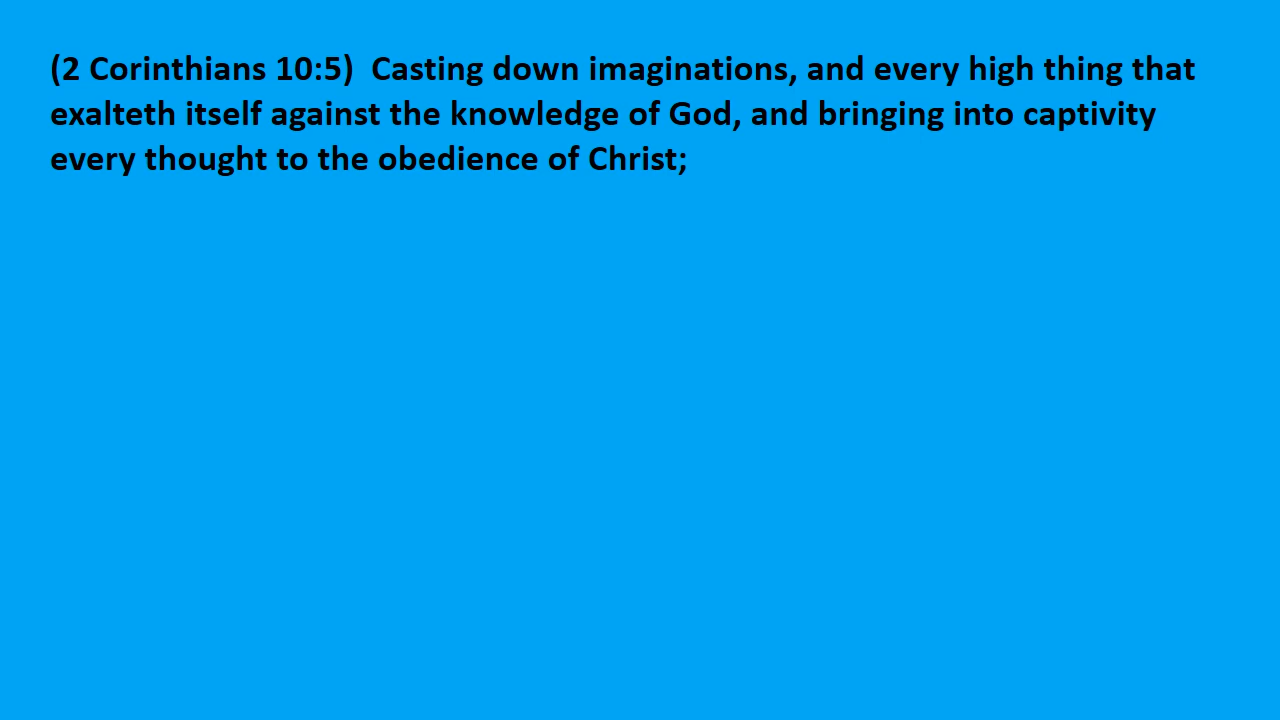 (2 Corinthians 10:5)  Casting down imaginations, and every high thing that
exalteth itself against the knowledge of God, and bringing into captivity
every thought to the obedience of Christ;